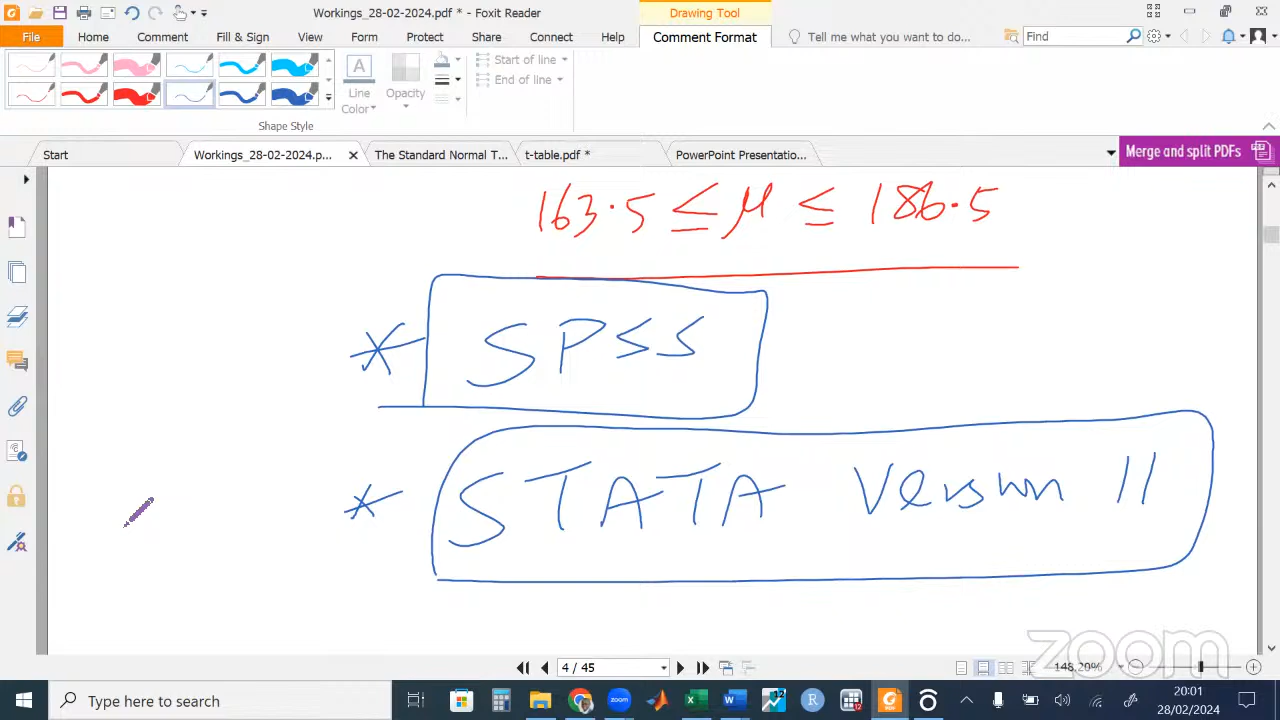 Workings_28-02-2024.pdf * - Foxit Reader
Drawing Tool
File Home Comment Fill & Sign View Form Protect Share Connect Help Comment Format Tell me what you want to do.. Find
Line Color
Opacity
Start of line
End of line
Shape Style
Start Workings_28-02-2024.p... The Standard Normal T... t-table.pdf * PowerPoint Presentatio... Merge and split PDFs
163.5 ≤ μ ≤ 186.5
* SPSS
* STATA Version 11
zoom
4 / 45 148.20%
Type here to search
zoom
12
R
20:01
28/02/2024